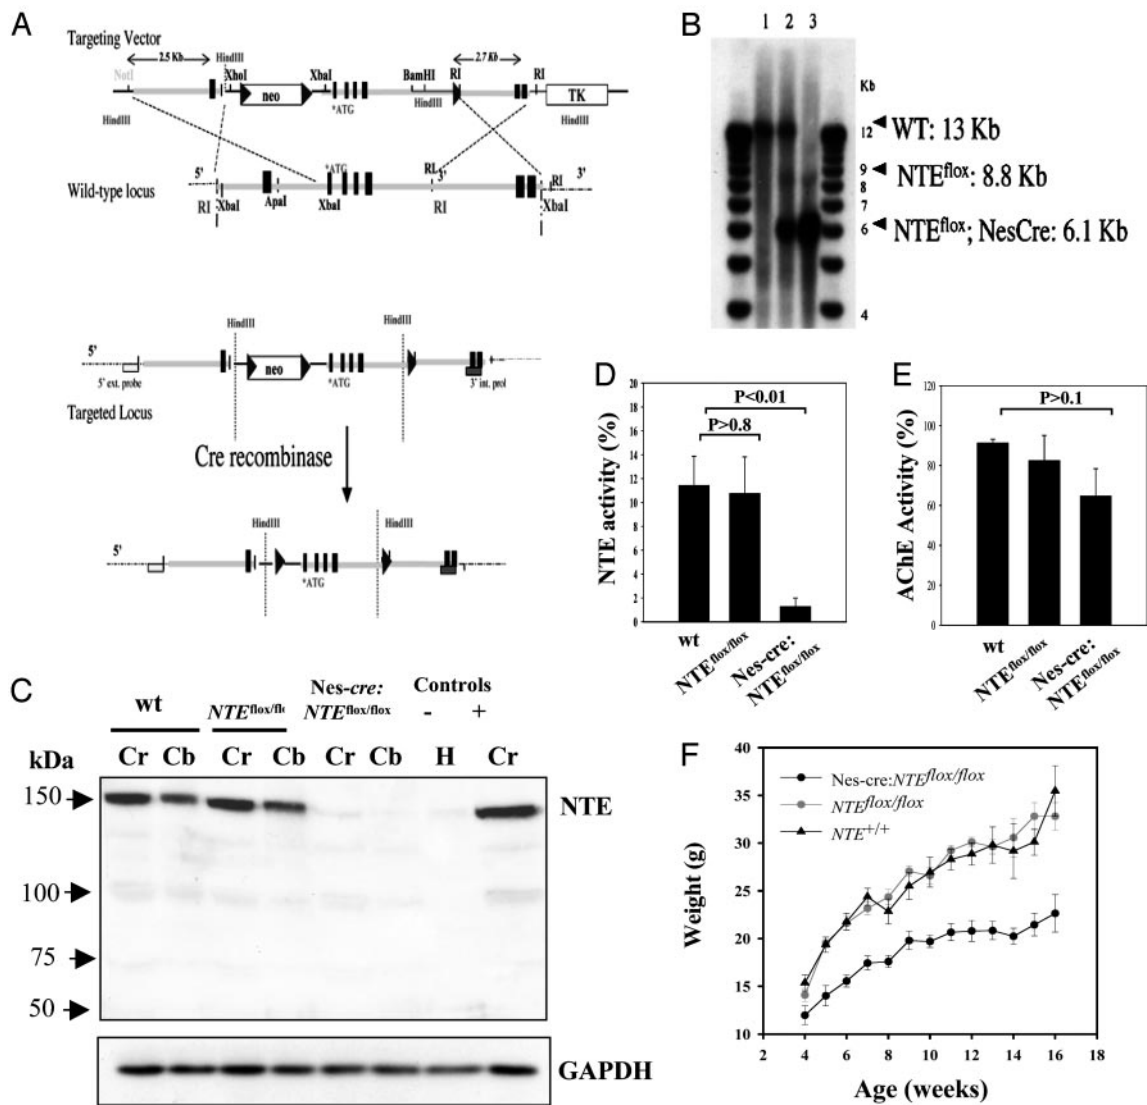 A
Targeting Vector
2.5 Kb
HindIII
2.7 Kb
NotI
XhoI
XbaI
BamHI
RI
RI
neo
HindIII
TK
*ATG
HindIII
HindIII
5'
*ATG
RL
3'
3'
Wild-type locus
ApaI
XbaI
RI
XbaI
RI
RI
XbaI
HindIII
HindIII
5'
neo
5' ext. probe
*ATG
3' int. prol
Targeted Locus
Cre recombinase
HindIII
HindIII
5'
*ATG
B
1 2 3
Kb
12
WT: 13 Kb
9
NTEflox: 8.8 Kb
8
7
6
NTEflox; NesCre: 6.1 Kb
4
C
wt
NTEflox/fl
Nes-cre:
NTEflox/flox
Controls
- +
kDa
Cr Cb Cr Cb Cr Cb H Cr
150
NTE
100
75
50
GAPDH
D
NTE activity (%)
20
18
16
14
12
10
8
6
4
2
0
P<0.01
P>0.8
wt
NTEflox/flox
Nes-cre:
NTEflox/flox
E
AChE Activity (%)
120
100
80
60
40
20
0
P>0.1
wt
NTEflox/flox
Nes-cre:
NTEflox/flox
F
Weight (g)
40
35
30
25
20
15
10
Nes-cre:NTEflox/flox
NTEflox/flox
NTE+/+
2 4 6 8 10 12 14 16 18
Age (weeks)